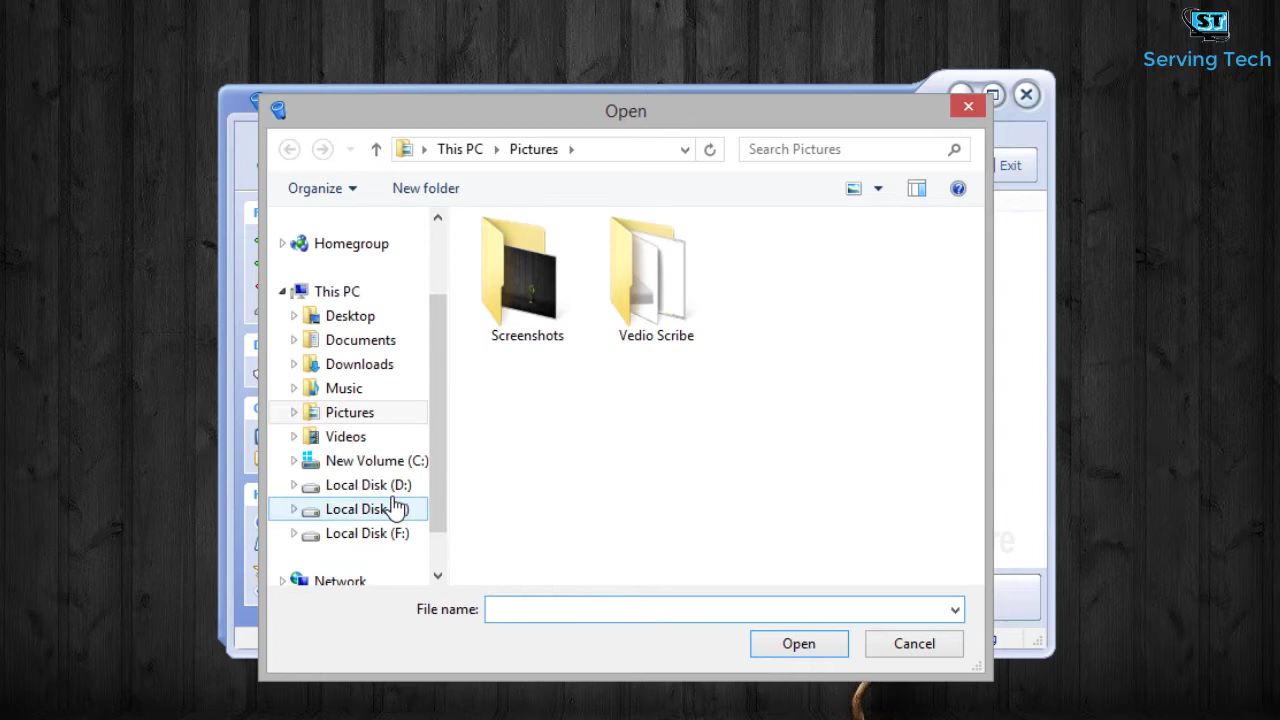 ST
Serving Tech
Open
This PC
Pictures
Search Pictures
Exit
Organize
New folder
Homegroup
This PC
Desktop
Documents
Downloads
Music
Pictures
Videos
New Volume (C:)
Local Disk (D:)
Local Disk
Local Disk (F:)
Network
Screenshots
Vedio Scribe
File name:
Open
Cancel